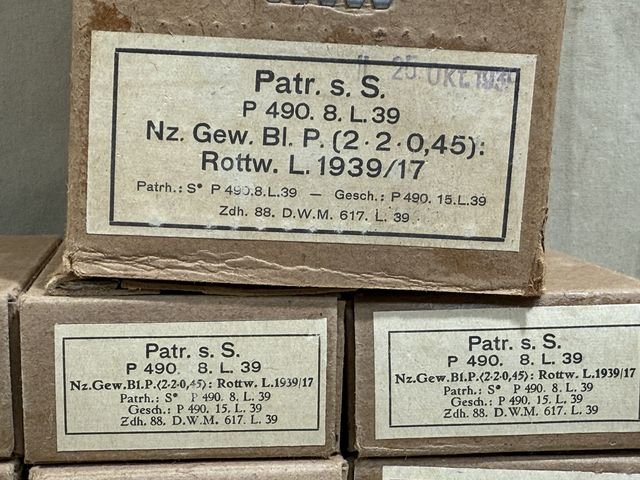 25. OKT. 193
Patr. s. S.
P 490. 8. L. 39
Nz. Gew. Bl. P. (2·2·0,45):
Rottw. L. 1939/17
Patrh.: S* P 490.8.L.39 — Gesch.: P 490. 15.L.39
Zdh. 88. D.W.M. 617. L. 39
Patr. s. S.
P 490. 8. L. 39
Nz.Gew.Bl.P.(2·2·0,45): Rottw. L.1939/17
Patrh.: S* P 490. 8. L. 39
Gesch.: P 490. 15. L. 39
Zdh. 88. D.W.M. 617. L. 39
Patr. s. S.
P 490. 8. L. 39
Nz.Gew.Bl.P.(2·2·0,45): Rottw. L.1939/17
Patrh.: S* P 490. 8. L. 39
Gesch.: P 490. 15. L. 39
Zdh. 88. D.W.M. 617. L. 39